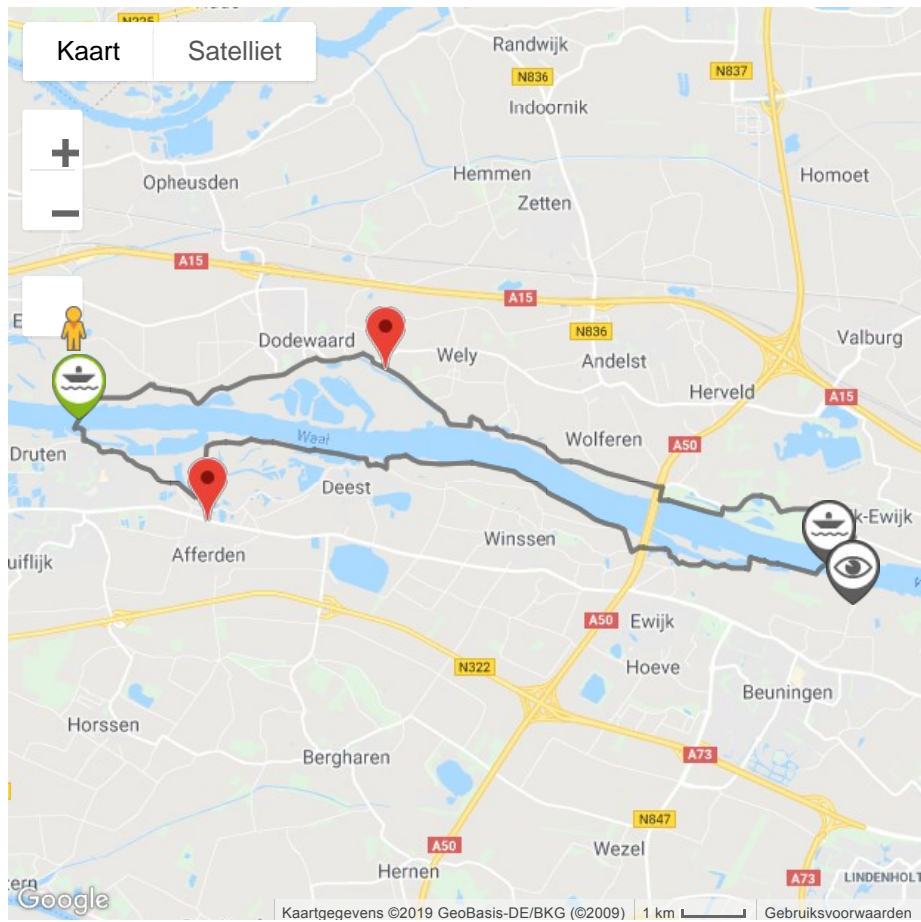 N225
Kaart
Satelliet
Randwijk
N836
N837
Indoornik
+
−
Hemmen
Homoet
Opheusden
Zetten
A15
A15
N836
Dodewaard
Wely
Valburg
Andelst
Herveld
A15
Wolferen
A50
Waal
Druten
Deest
k-Ewijk
Winssen
Afferden
uiflijk
A50
Ewijk
N322
Hoeve
Beuningen
Horssen
Bergharen
A73
N847
Wezel
A50
Hernen
A73
LINDENHOLT
Google
Kaartgegevens ©2019 GeoBasis-DE/BKG (©2009)
1 km
Gebruiksvoorwaarden